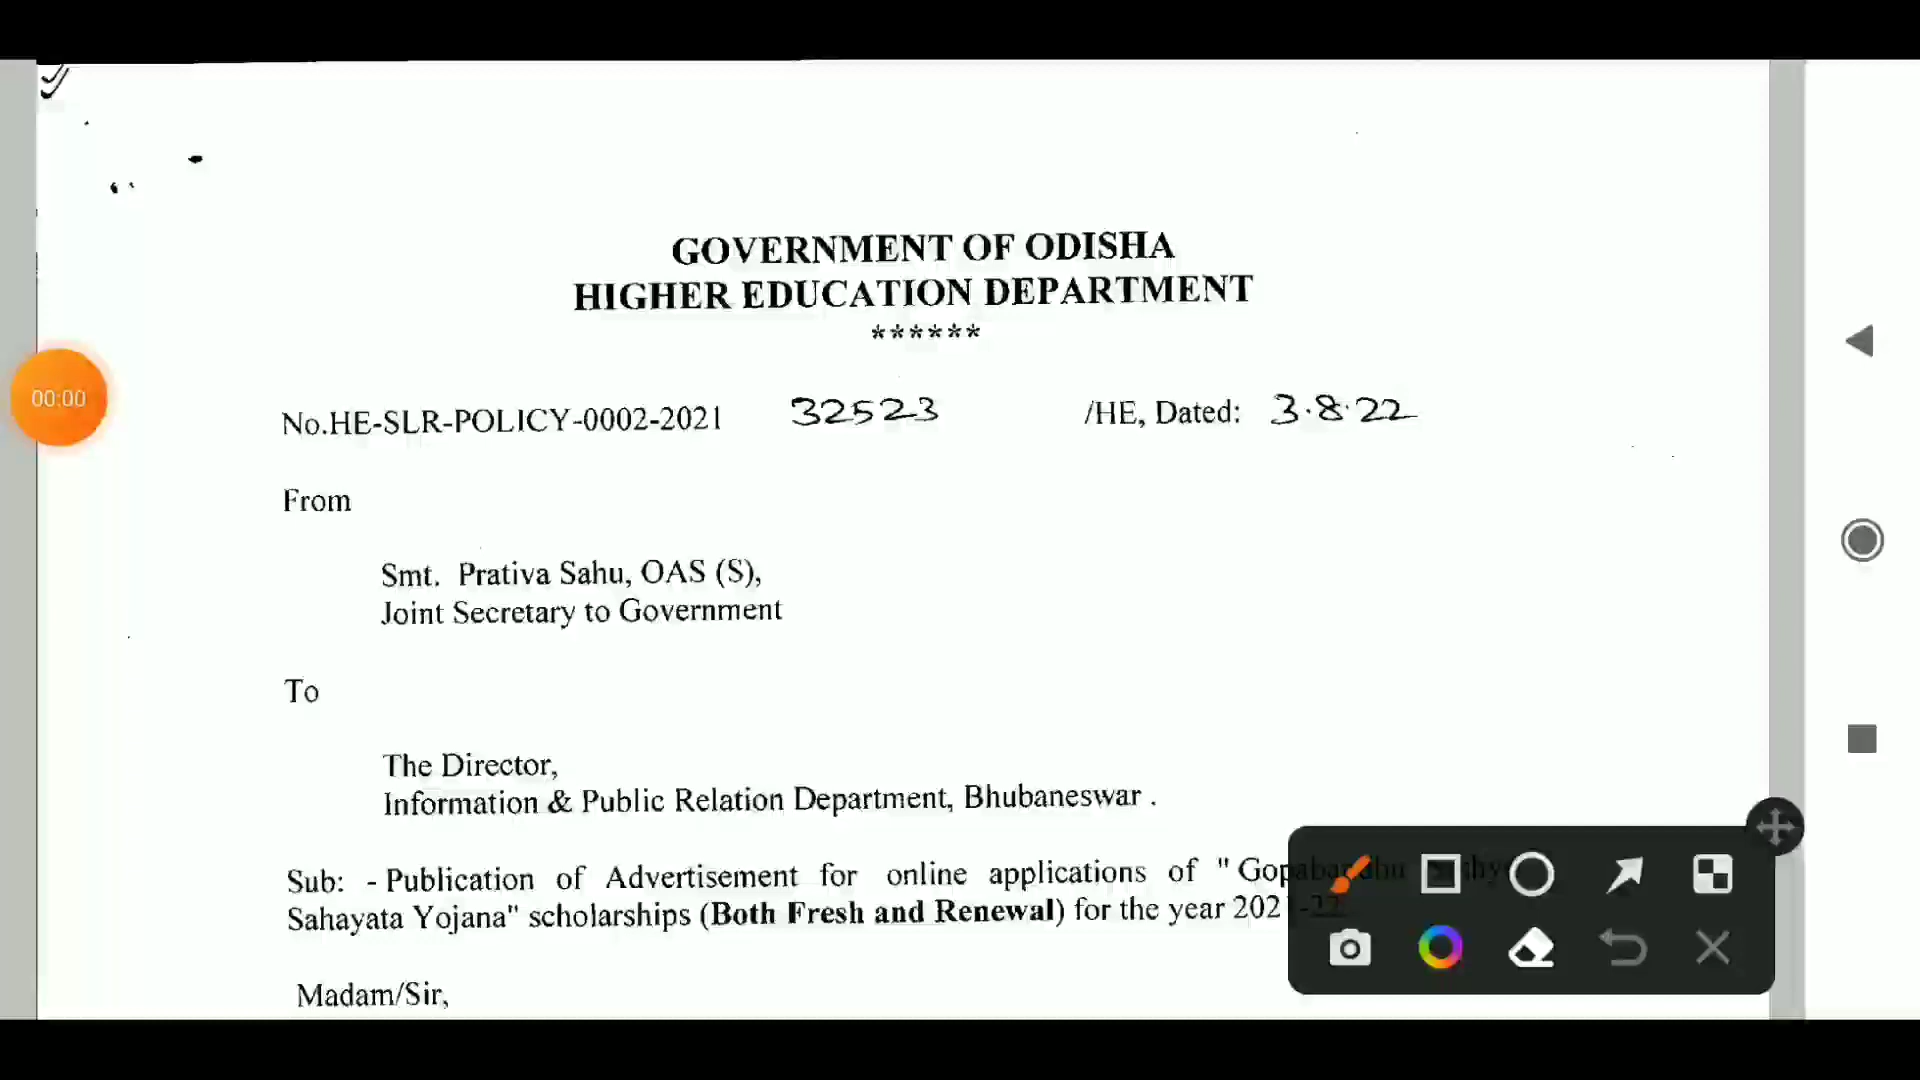 GOVERNMENT OF ODISHA
HIGHER EDUCATION DEPARTMENT
******
No.HE-SLR-POLICY-0002-2021 32523 /HE, Dated: 3.8.22
From
Smt. Prativa Sahu, OAS (S),
Joint Secretary to Government
To
The Director,
Information & Public Relation Department, Bhubaneswar .
Sub: - Publication of Advertisement for online applications of " Gopabandhu
Sahayata Yojana" scholarships (Both Fresh and Renewal) for the year 2021-22
Madam/Sir,
00:00